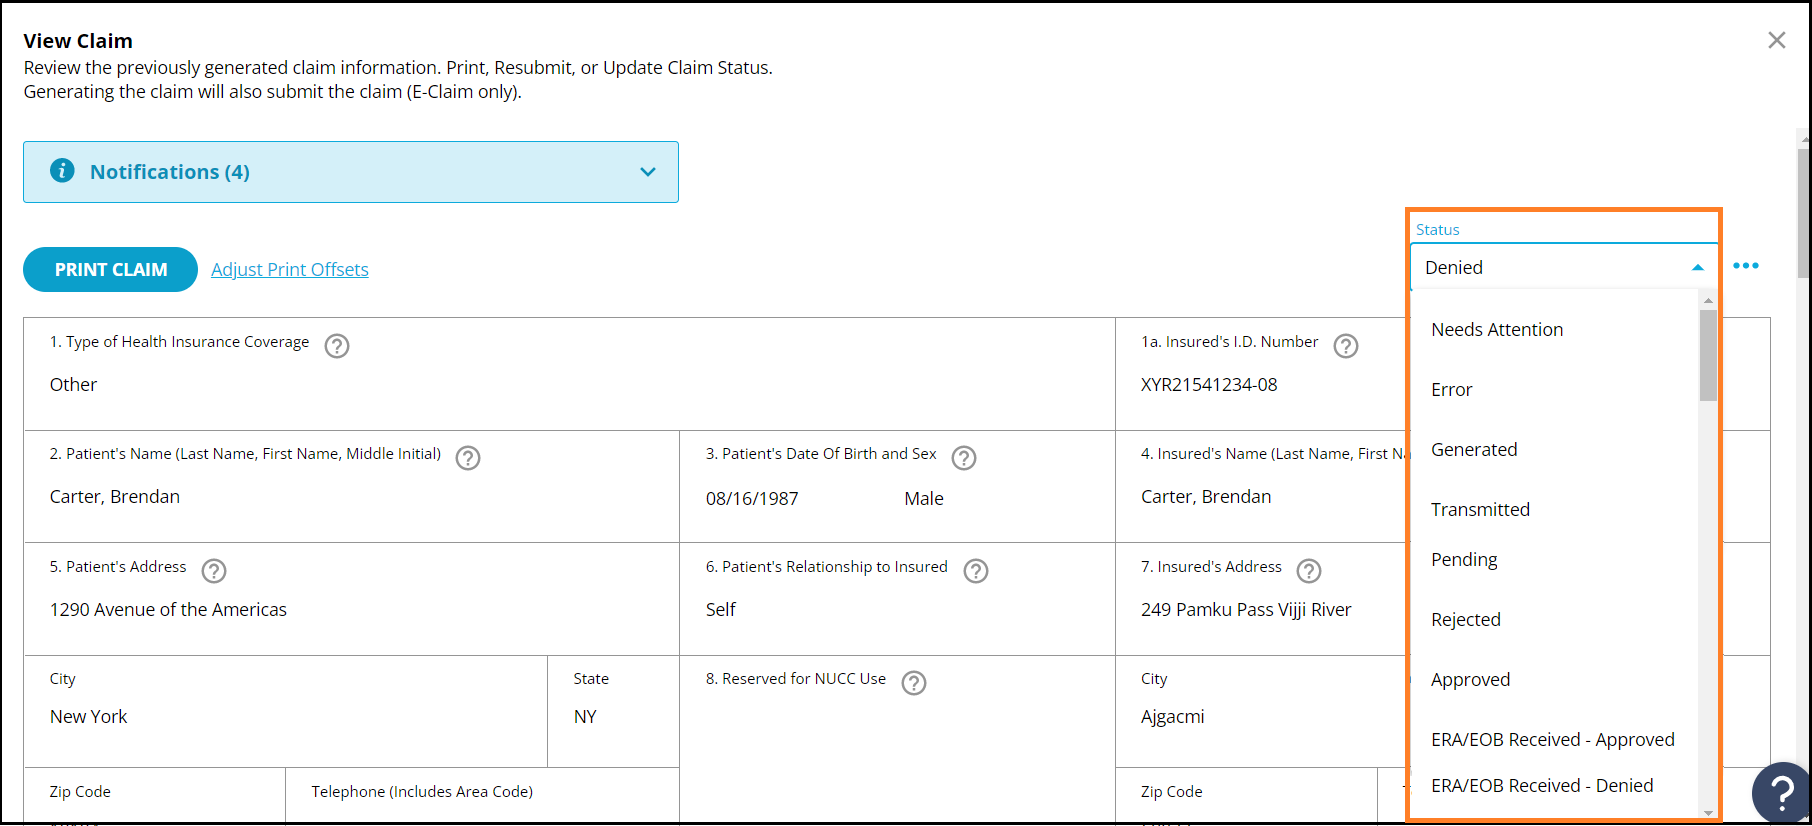 View Claim
Review the previously generated claim information. Print, Resubmit, or Update Claim Status.
Generating the claim will also submit the claim (E-Claim only).
Notifications (4)
PRINT CLAIM
Adjust Print Offsets
Status
Denied
Needs Attention
Error
Generated
Transmitted
Pending
Rejected
Approved
ERA/EOB Received - Approved
ERA/EOB Received - Denied
1. Type of Health Insurance Coverage
Other
1a. Insured's I.D. Number
XYR21541234-08
2. Patient's Name (Last Name, First Name, Middle Initial)
Carter, Brendan
3. Patient's Date Of Birth and Sex
08/16/1987 Male
4. Insured's Name (Last Name, First
Carter, Brendan
5. Patient's Address
1290 Avenue of the Americas
6. Patient's Relationship to Insured
Self
7. Insured's Address
249 Pamku Pass Vijji River
City
New York
State
NY
8. Reserved for NUCC Use
City
Ajgacmi
Zip Code
Telephone (Includes Area Code)
Zip Code